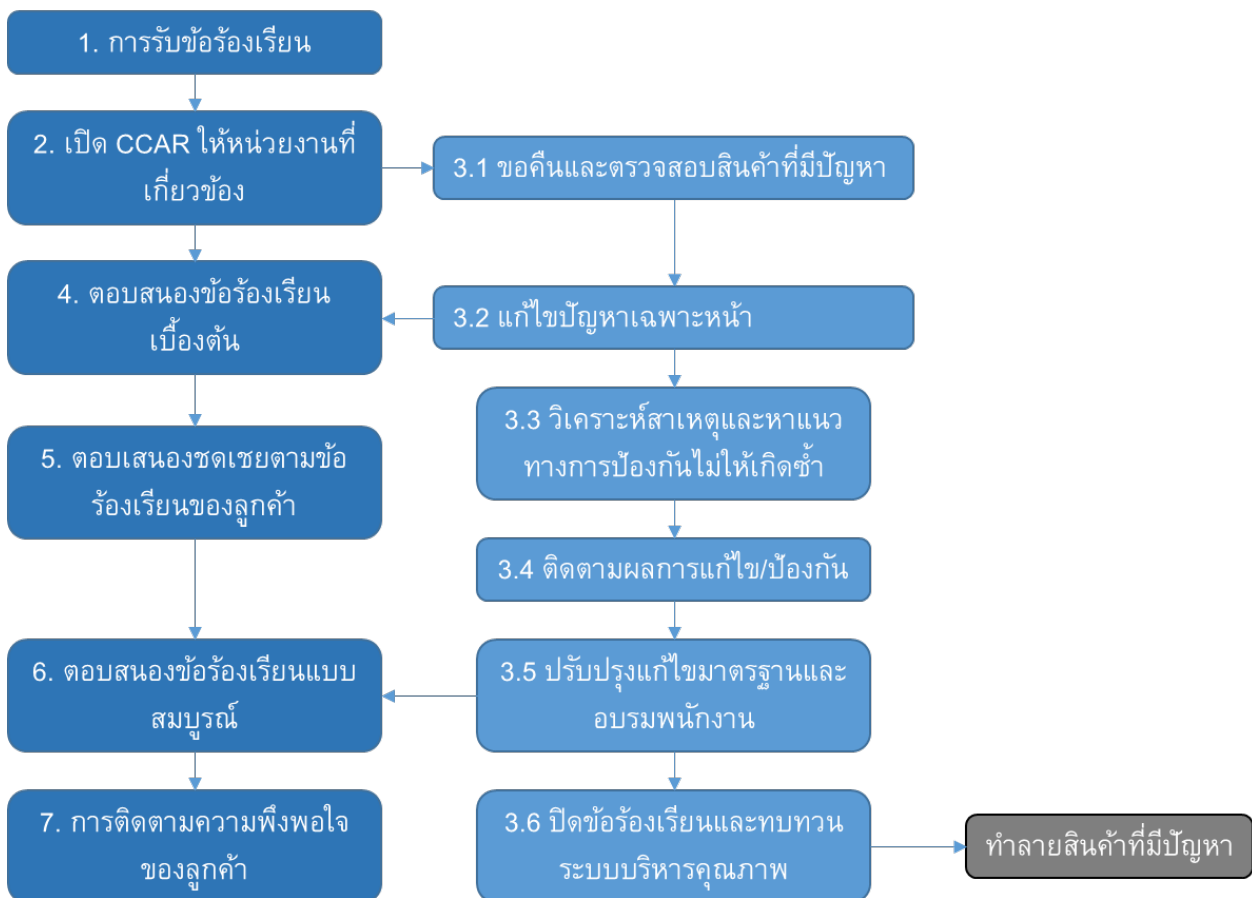 1. การรับข้อร้องเรียน
2. เปิด CCAR ให้หน่วยงานที่
เกี่ยวข้อง
3.1 ขอคืนและตรวจสอบสินค้าที่มีปัญหา
4. ตอบสนองข้อร้องเรียน
เบื้องต้น
3.2 แก้ไขปัญหาเฉพาะหน้า
3.3 วิเคราะห์สาเหตุและหาแนว
ทางการป้องกันไม่ให้เกิดซ้ำ
5. ตอบเสนองชดเชยตามข้อ
ร้องเรียนของลูกค้า
3.4 ติดตามผลการแก้ไข/ป้องกัน
6. ตอบสนองข้อร้องเรียนแบบ
สมบูรณ์
3.5 ปรับปรุงแก้ไขมาตรฐานและ
อบรมพนักงาน
7. การติดตามความพึงพอใจ
ของลูกค้า
3.6 ปิดข้อร้องเรียนและทบทวน
ระบบบริหารคุณภาพ
ทำลายสินค้าที่มีปัญหา